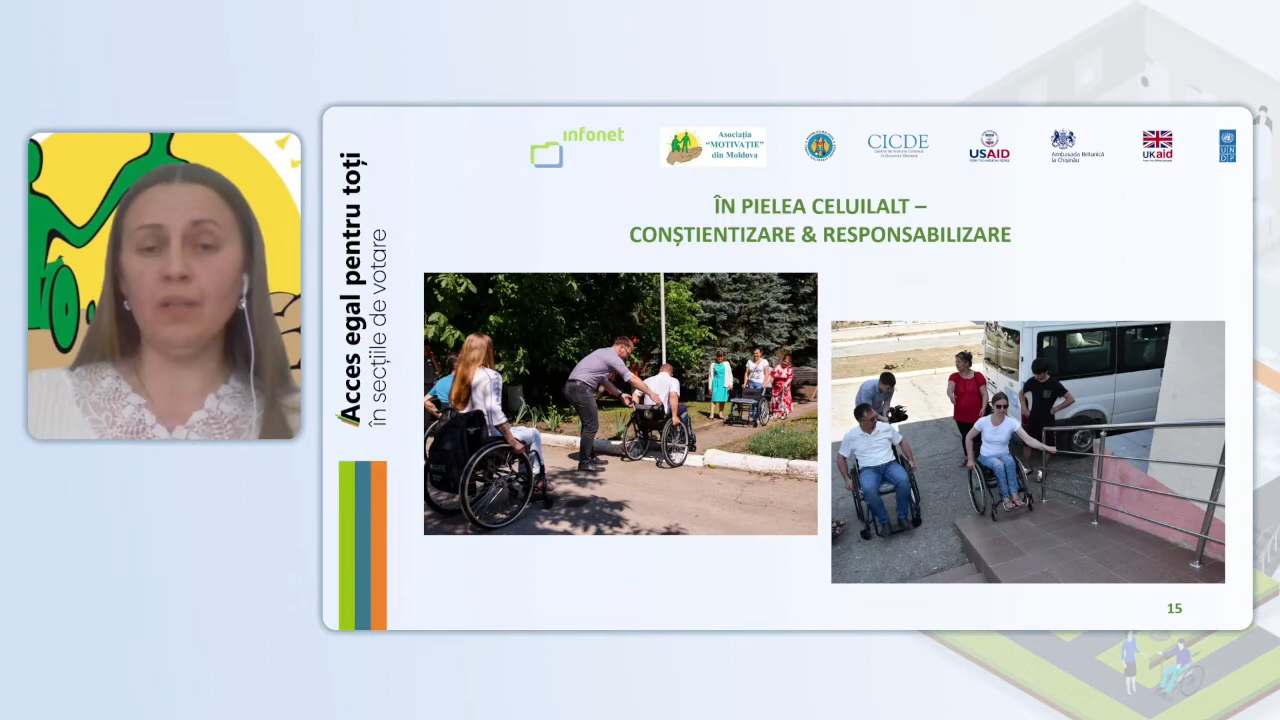 infonet
Asociația
“MOTIVAȚIE”
din Moldova
CICDE
USAID
Ambasada Britanică
la Chișinău
UKaid
U N
D P
Acces egal pentru toți
în secțiile de votare
ÎN PIELEA CELUILALT –
CONȘTIENTIZARE & RESPONSABILIZARE
15